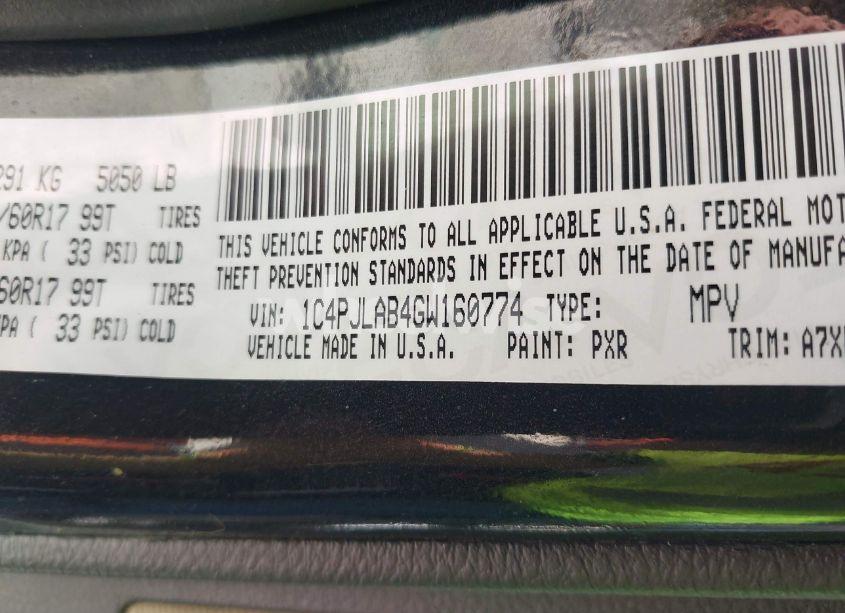 291 KG 5050 LB
/60R17 99T TIRES
KPA ( 33 PSI) COLD
60R17 99T TIRES
KPA ( 33 PSI) COLD
THIS VEHICLE CONFORMS TO ALL APPLICABLE U.S.A. FEDERAL MOT
THEFT PREVENTION STANDARDS IN EFFECT ON THE DATE OF MANUFA
VIN: 1C4PJLAB4GW160774 TYPE: MPV
VEHICLE MADE IN U.S.A. PAINT: PXR TRIM: A7X